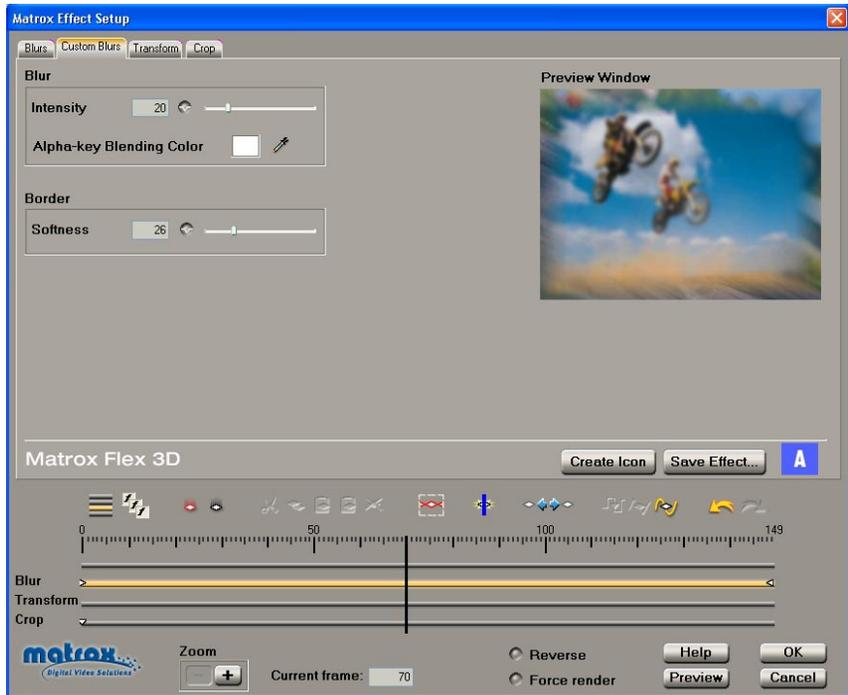 Matrox Effect Setup
Blurs Custom Blurs Transform Crop
Blur
Preview Window
Intensity 20
Alpha-key Blending Color
Border
Softness 26
Matrox Flex 3D
Create Icon Save Effect... A
0 50 100 149
Blur
Transform
Crop
matrox
Digital Video Solutions
Zoom
- +
Current frame: 70
Reverse
Force render
Help OK
Preview Cancel